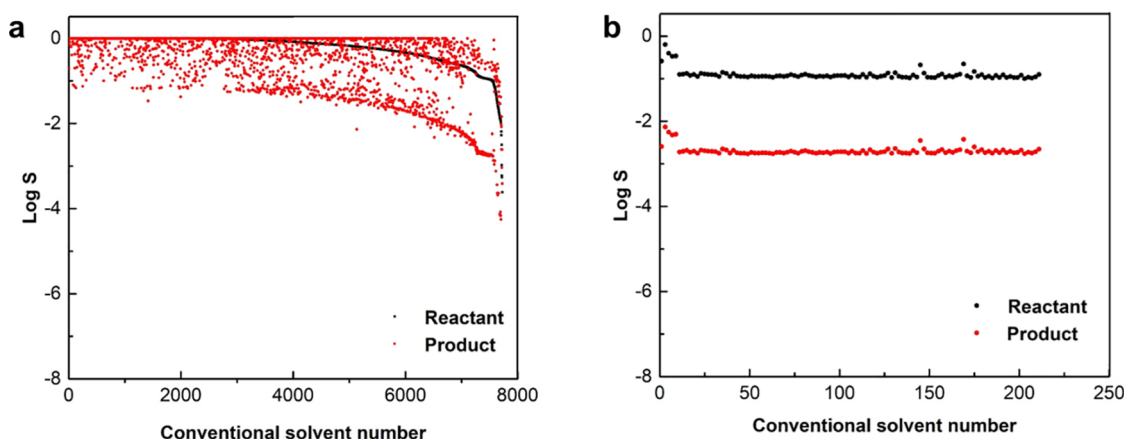 a
0
-2
-4
-6
-8
Log S
Reactant
Product
0 2000 4000 6000 8000
Conventional solvent number
b
0
-2
-4
-6
-8
Log S
Reactant
Product
0 50 100 150 200 250
Conventional solvent number